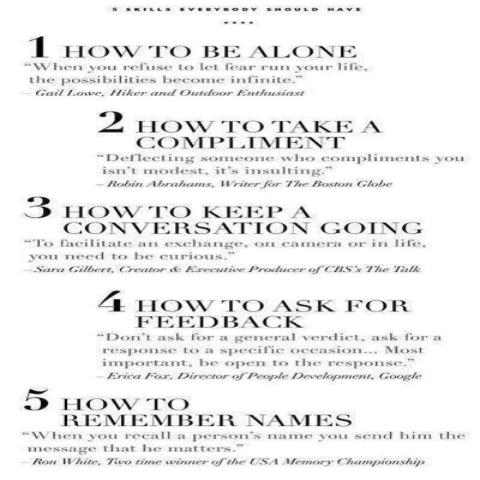 5 SKILLS EVERYBODY SHOULD HAVE
1 HOW TO BE ALONE
"When you refuse to let fear run your life,
the possibilities become infinite."
– Gail Lowe, Hiker and Outdoor Enthusiast
2 HOW TO TAKE A
COMPLIMENT
"Deflecting someone who compliments you
isn't modest, it's insulting."
– Robin Abrahams, Writer for The Boston Globe
3 HOW TO KEEP A
CONVERSATION GOING
"To facilitate an exchange, on camera or in life,
you need to be curious."
– Sara Gilbert, Creator & Executive Producer of CBS's The Talk
4 HOW TO ASK FOR
FEEDBACK
"Don't ask for a general verdict, ask for a
response to a specific occasion... Most
important, be open to the response."
– Erica Fox, Director of People Development, Google
5 HOW TO
REMEMBER NAMES
"When you recall a person's name you send him the
message that he matters."
– Ron White, Two time winner of the USA Memory Championship